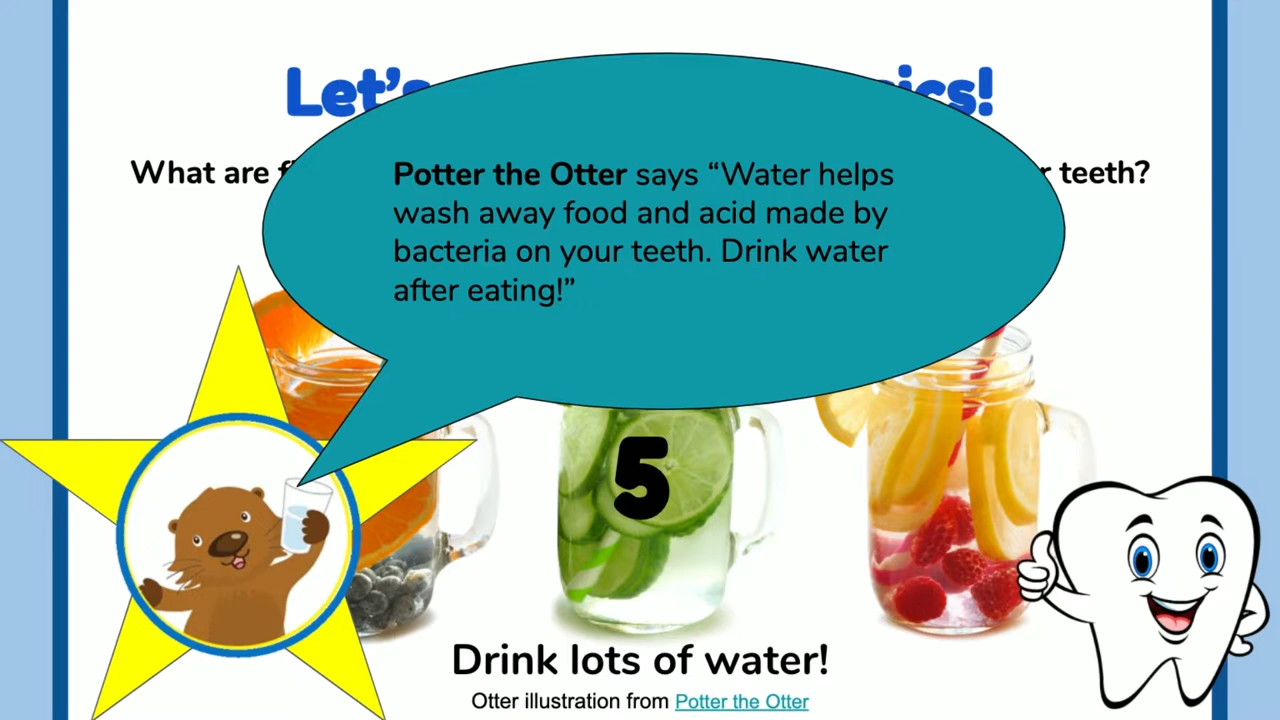 Let's
What are
teeth?
Potter the Otter says “Water helps
wash away food and acid made by
bacteria on your teeth. Drink water
after eating!”
5
Drink lots of water!
Otter illustration from Potter the Otter